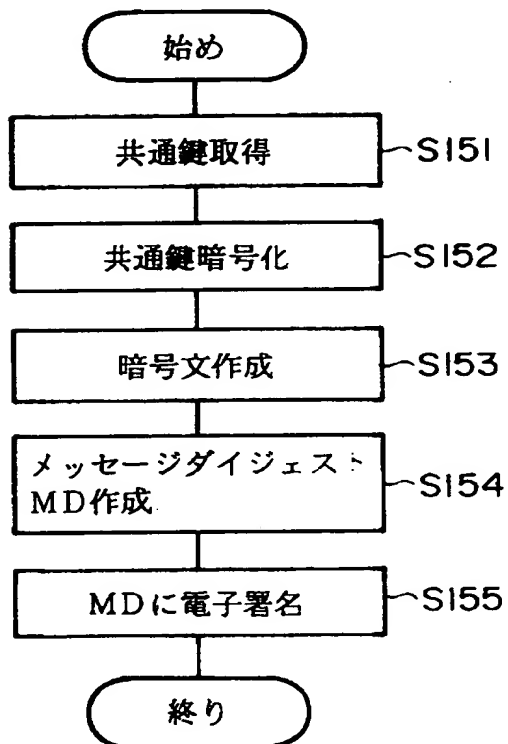 始め
共通鍵取得
S151
共通鍵暗号化
S152
暗号文作成
S153
メッセージダイジェスト
MD作成
S154
MDに電子署名
S155
終り